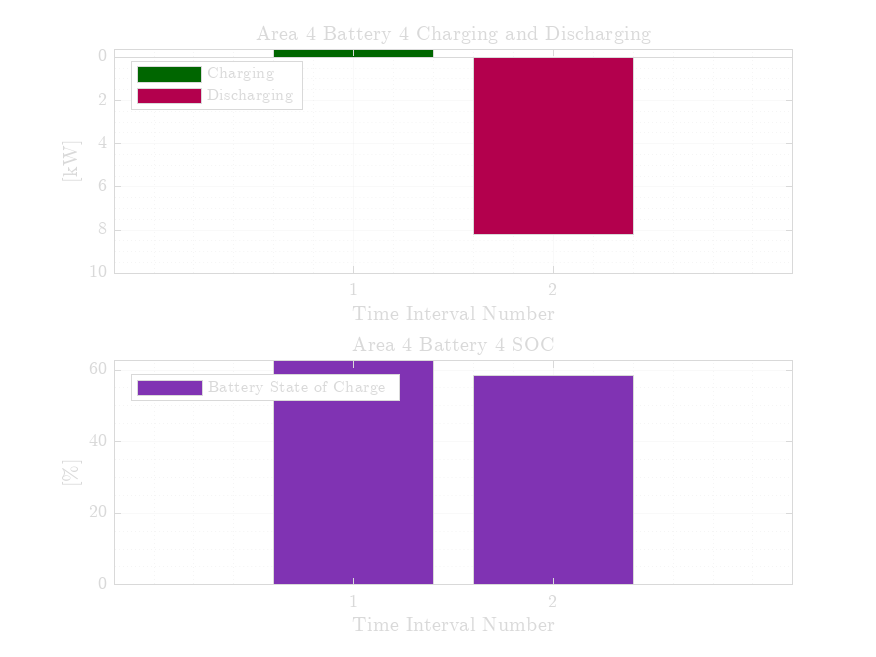 Area 4 Battery 4 Charging and Discharging
0
2
4
6
8
10
[kW]
Charging
Discharging
1
2
Time Interval Number
Area 4 Battery 4 SOC
60
40
20
0
[%]
Battery State of Charge
1
2
Time Interval Number